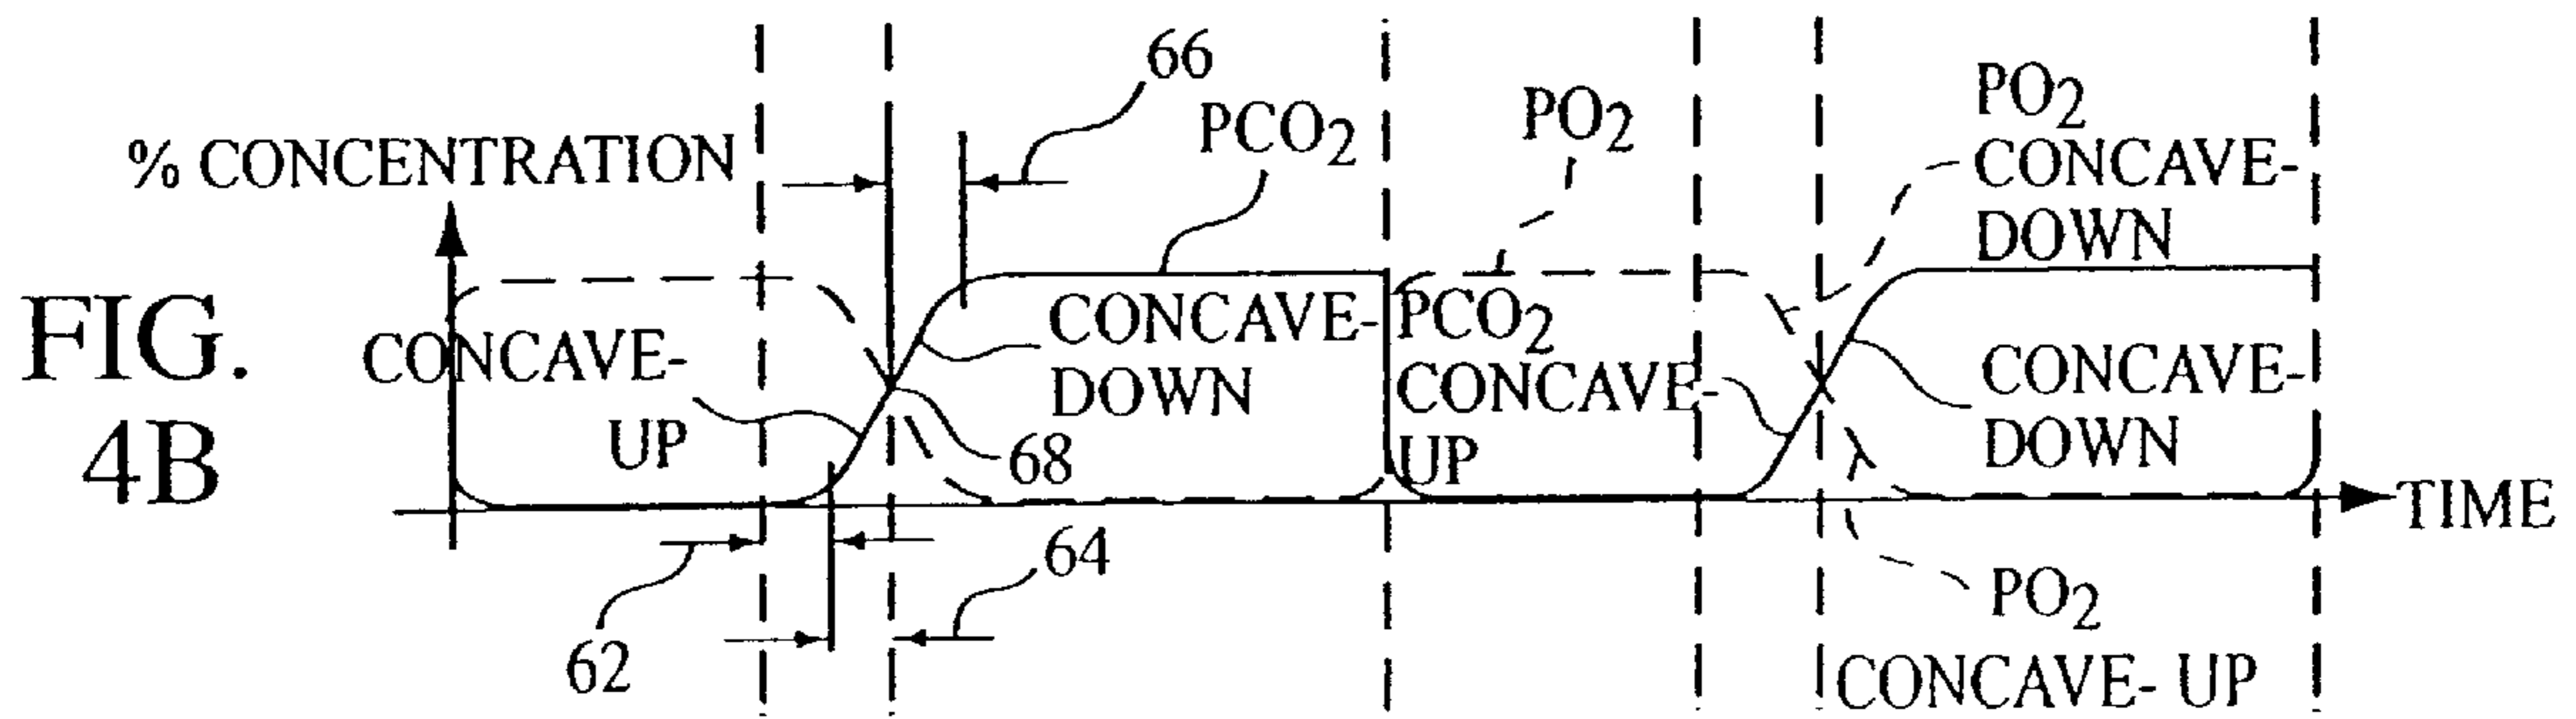 FIG.
4B
% CONCENTRATION
66
PCO2
PO2
PO2
CONCAVE-
DOWN
CONCAVE-
UP
CONCAVE-
DOWN
68
PCO2
CONCAVE-
UP
CONCAVE-
DOWN
TIME
62
64
PO2
CONCAVE- UP